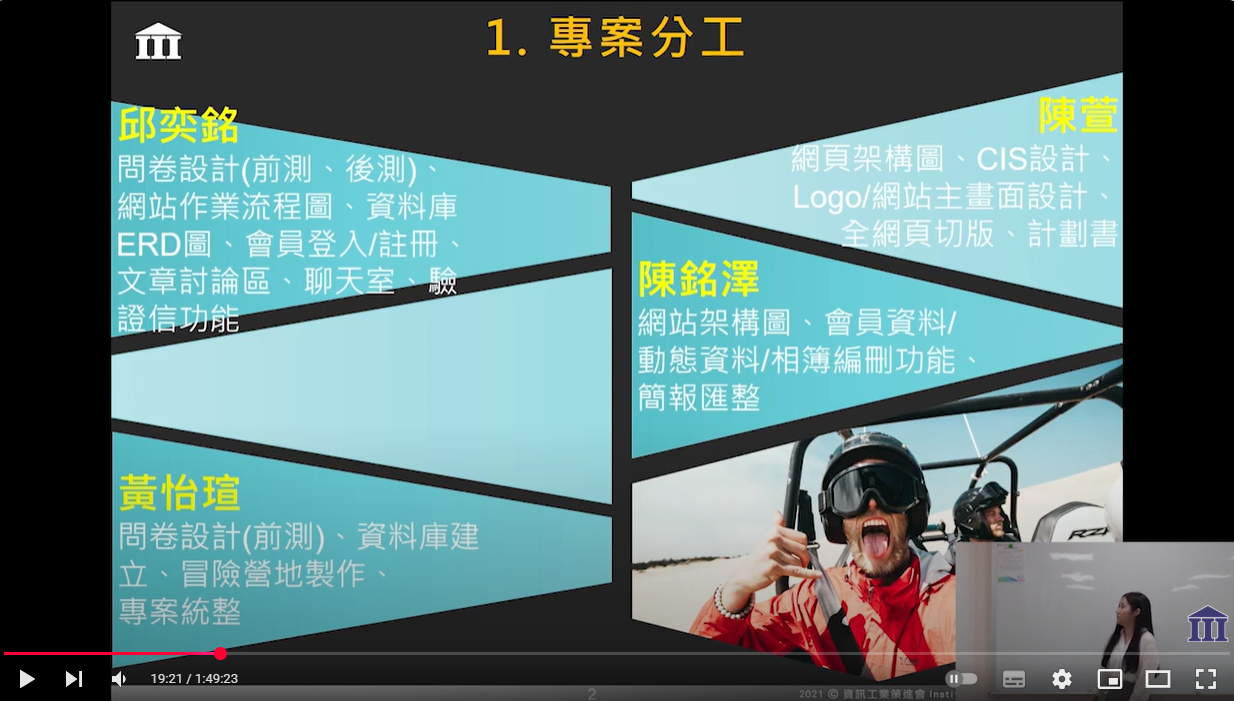 1. 專案分工
邱奕銘
問卷設計(前測、後測)、
網站作業流程圖、資料庫
ERD圖、會員登入/註冊、
文章討論區、聊天室、驗
證信功能
陳萱
網頁架構圖、CIS設計、
Logo/網站主畫面設計、
全網頁切版、計劃書
陳銘澤
網站架構圖、會員資料/
動態資料/相簿編刪功能、
簡報匯整
黃怡瑄
問卷設計(前測)、資料庫建
立、冒險營地製作、
專案統整
RZR
19:21 / 1:49:23
2
2021 © 資訊工業策進會 Insti